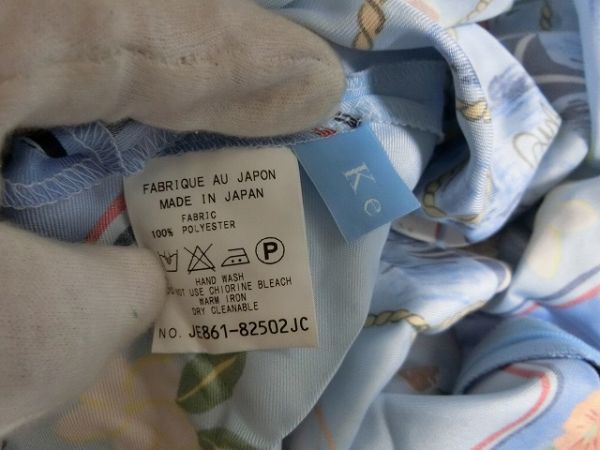 FABRIQUE AU JAPON
MADE IN JAPAN
FABRIC
100% POLYESTER
P
HAND WASH
NOT USE CHLORINE BLEACH
WARM IRON
DRY CLEANABLE
NO. JE861-82502JC
Ke